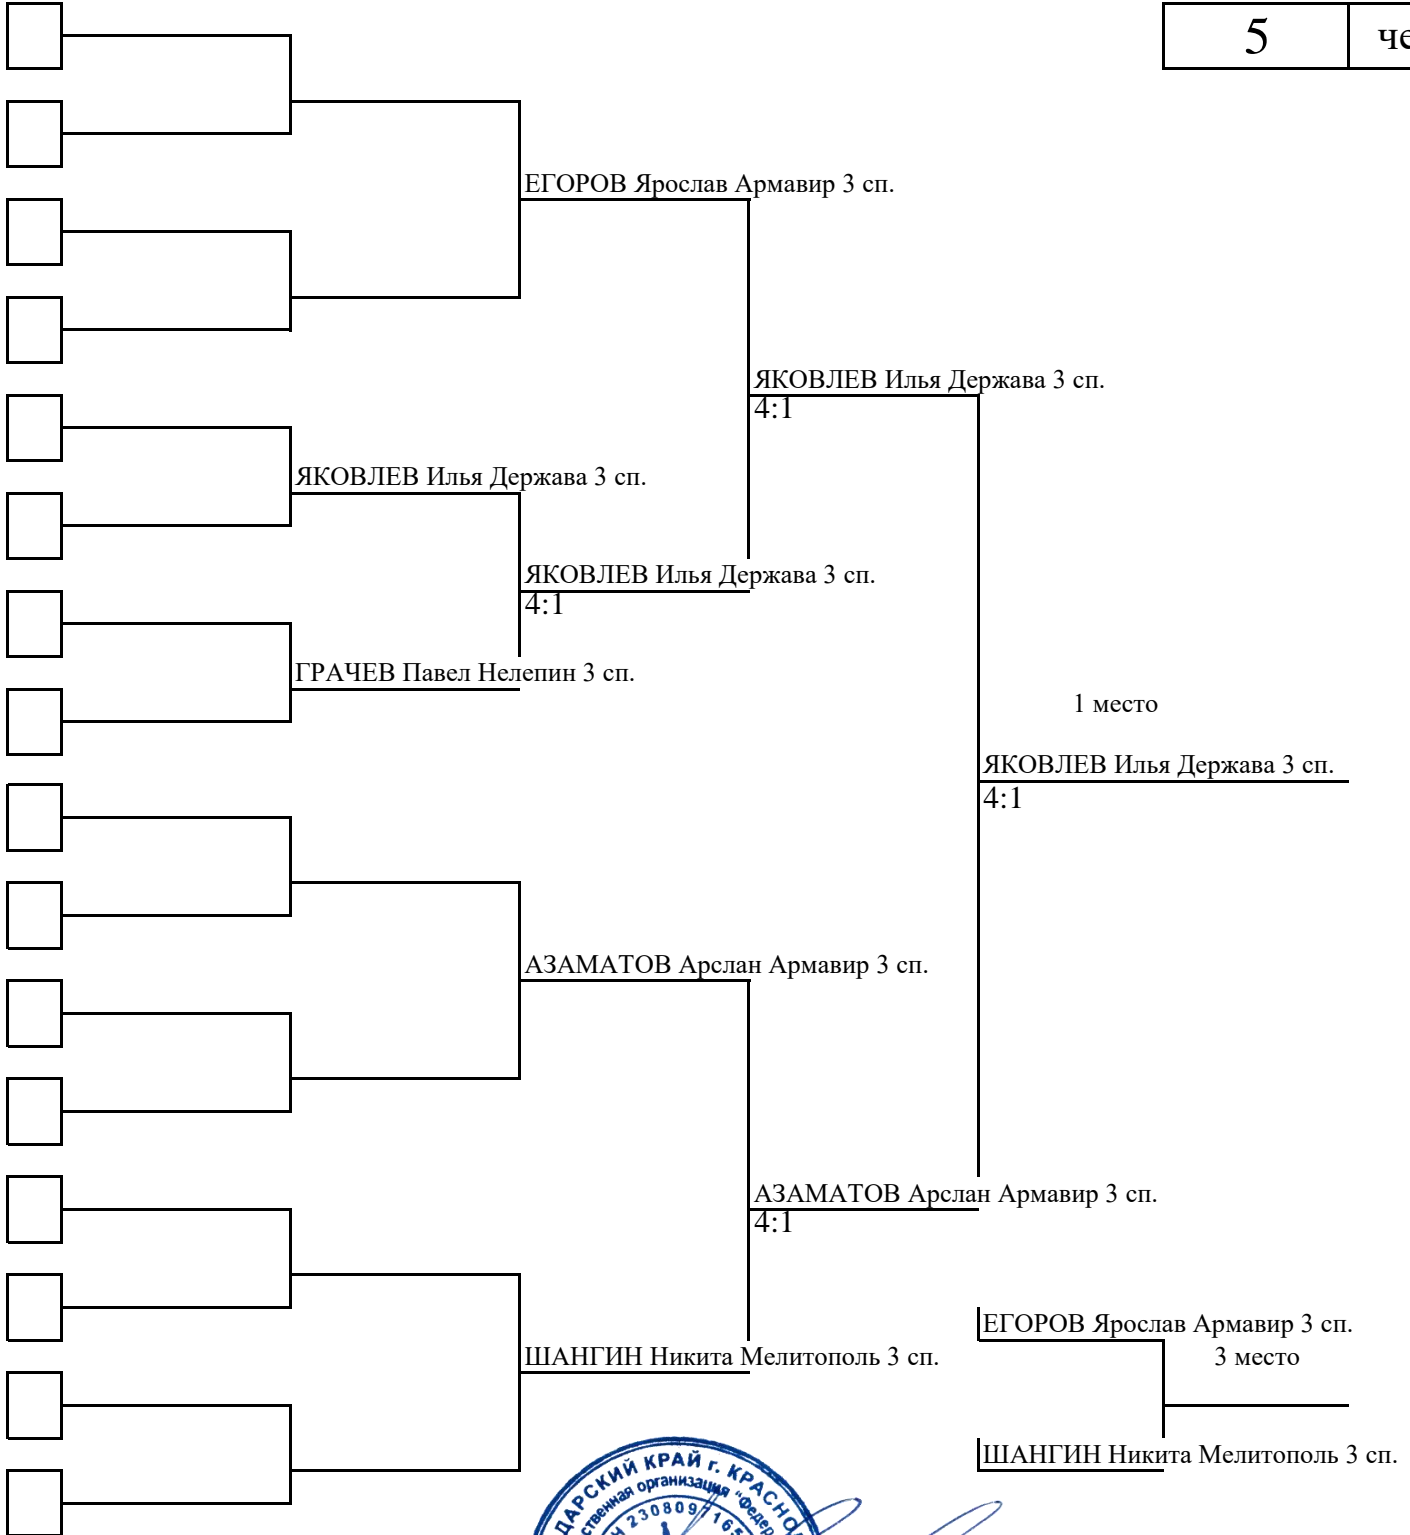 5
ЕГОРОВ Ярослав Армавир 3 сп.
ЯКОВЛЕВ Илья Держава 3 сп.
4:1
ЯКОВЛЕВ Илья Держава 3 сп.
ЯКОВЛЕВ Илья Держава 3 сп.
4:1
ГРАЧЕВ Павел Нелепин 3 сп.
1 место
ЯКОВЛЕВ Илья Держава 3 сп.
4:1
АЗАМАТОВ Арслан Армавир 3 сп.
АЗАМАТОВ Арслан Армавир 3 сп.
4:1
ЕГОРОВ Ярослав Армавир 3 сп.
3 место
ШАНГИН Никита Мелитополь 3 сп.
ШАНГИН Никита Мелитополь 3 сп.
КРАЙ г.
организация